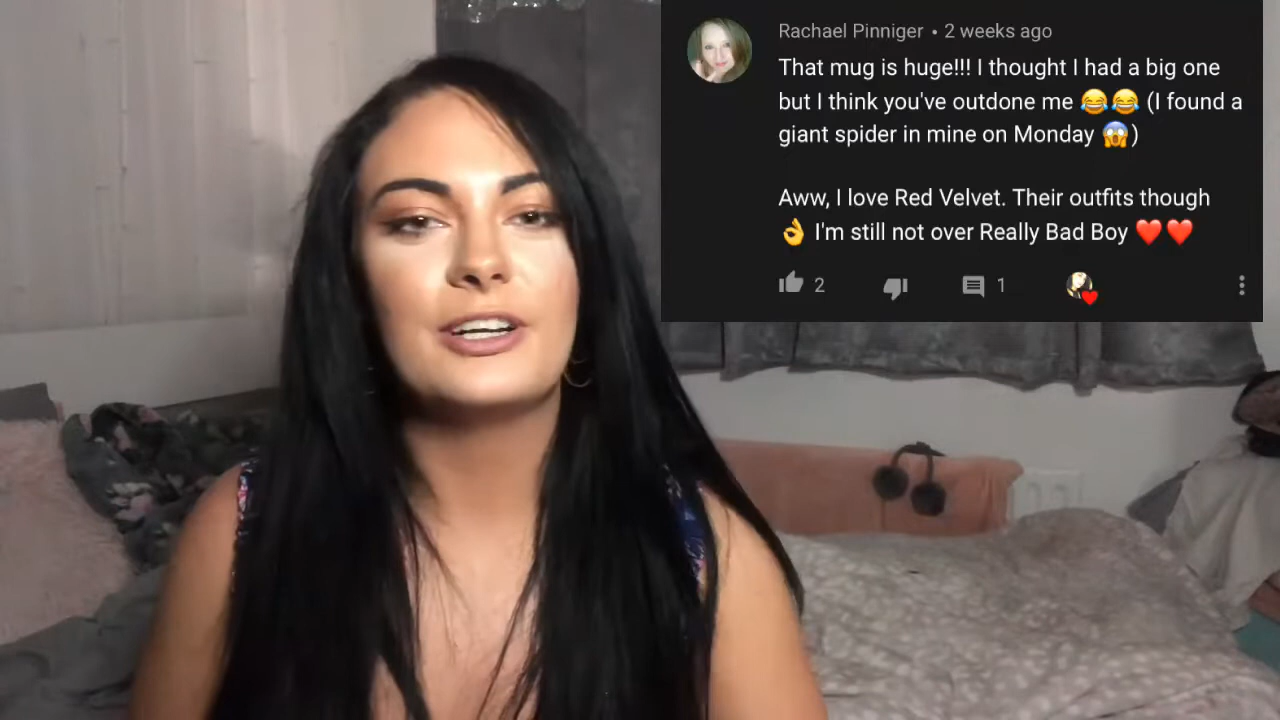 Rachael Pinniger • 2 weeks ago
That mug is huge!!! I thought I had a big one
but I think you've outdone me 😂😂 (I found a
giant spider in mine on Monday 😱)
Aww, I love Red Velvet. Their outfits though
👌 I'm still not over Really Bad Boy ❤️❤️
2 1